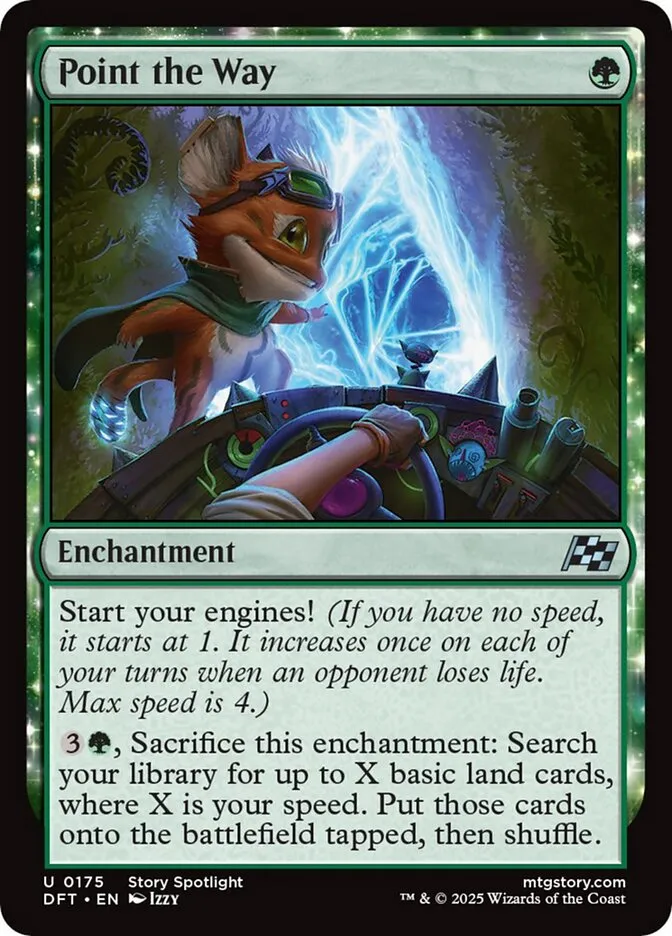 Point the Way
Enchantment
Start your engines! (If you have no speed,
it starts at 1. It increases once on each of
your turns when an opponent loses life.
Max speed is 4.)
3, Sacrifice this enchantment: Search
your library for up to X basic land cards,
where X is your speed. Put those cards
onto the battlefield tapped, then shuffle.
U 0175 Story Spotlight mtgstory.com
DFT • EN Izzy ™ & © 2025 Wizards of the Coast